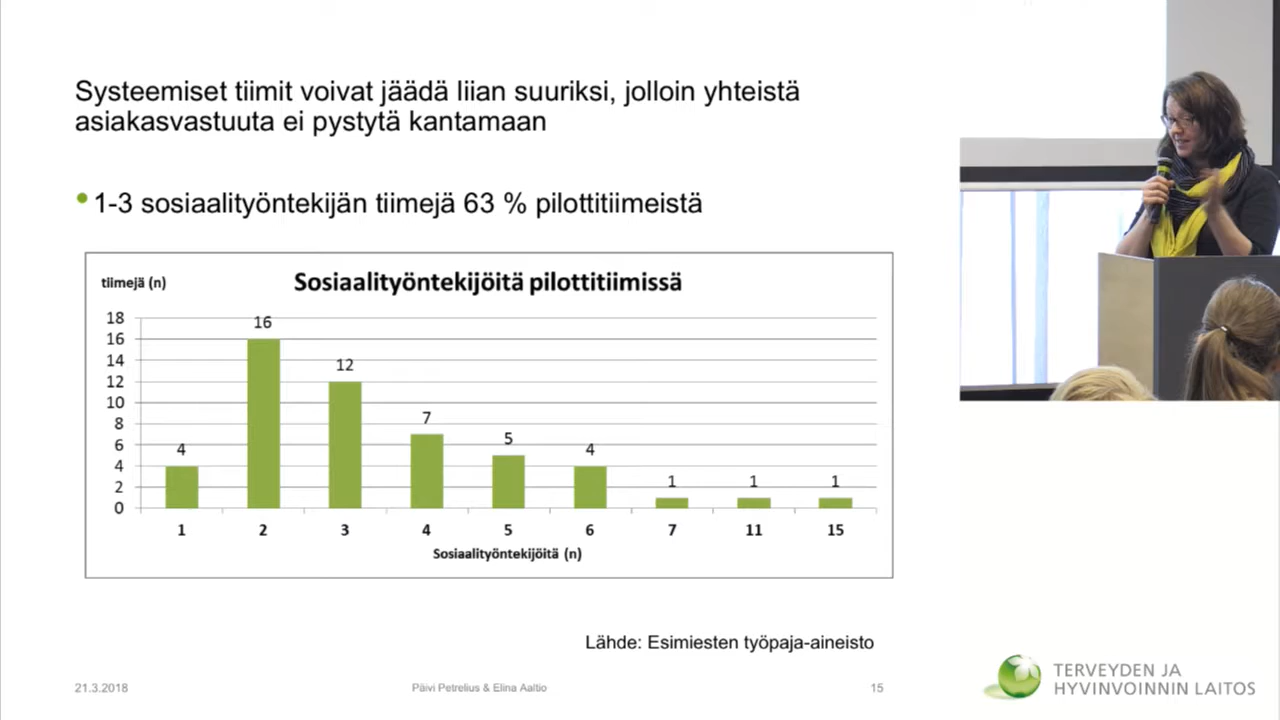 Systeemiset tiimit voivat jäädä liian suuriksi, jolloin yhteistä
asiakasvastuuta ei pystytä kantamaan
•1-3 sosiaalityöntekijän tiimejä 63 % pilottitiimeistä
tiimejä (n)
Sosiaalityöntekijöitä pilottitiimissä
18
16
14
12
10
8
6
4
2
0
4
16
12
7
5
4
1
1
1
1 2 3 4 5 6 7 11 15
Sosiaalityöntekijöitä (n)
Lähde: Esimiesten työpaja-aineisto
21.3.2018
Päivi Petrelius & Elina Aaltio
15
TERVEYDEN JA
HYVINVOINNIN LAITOS